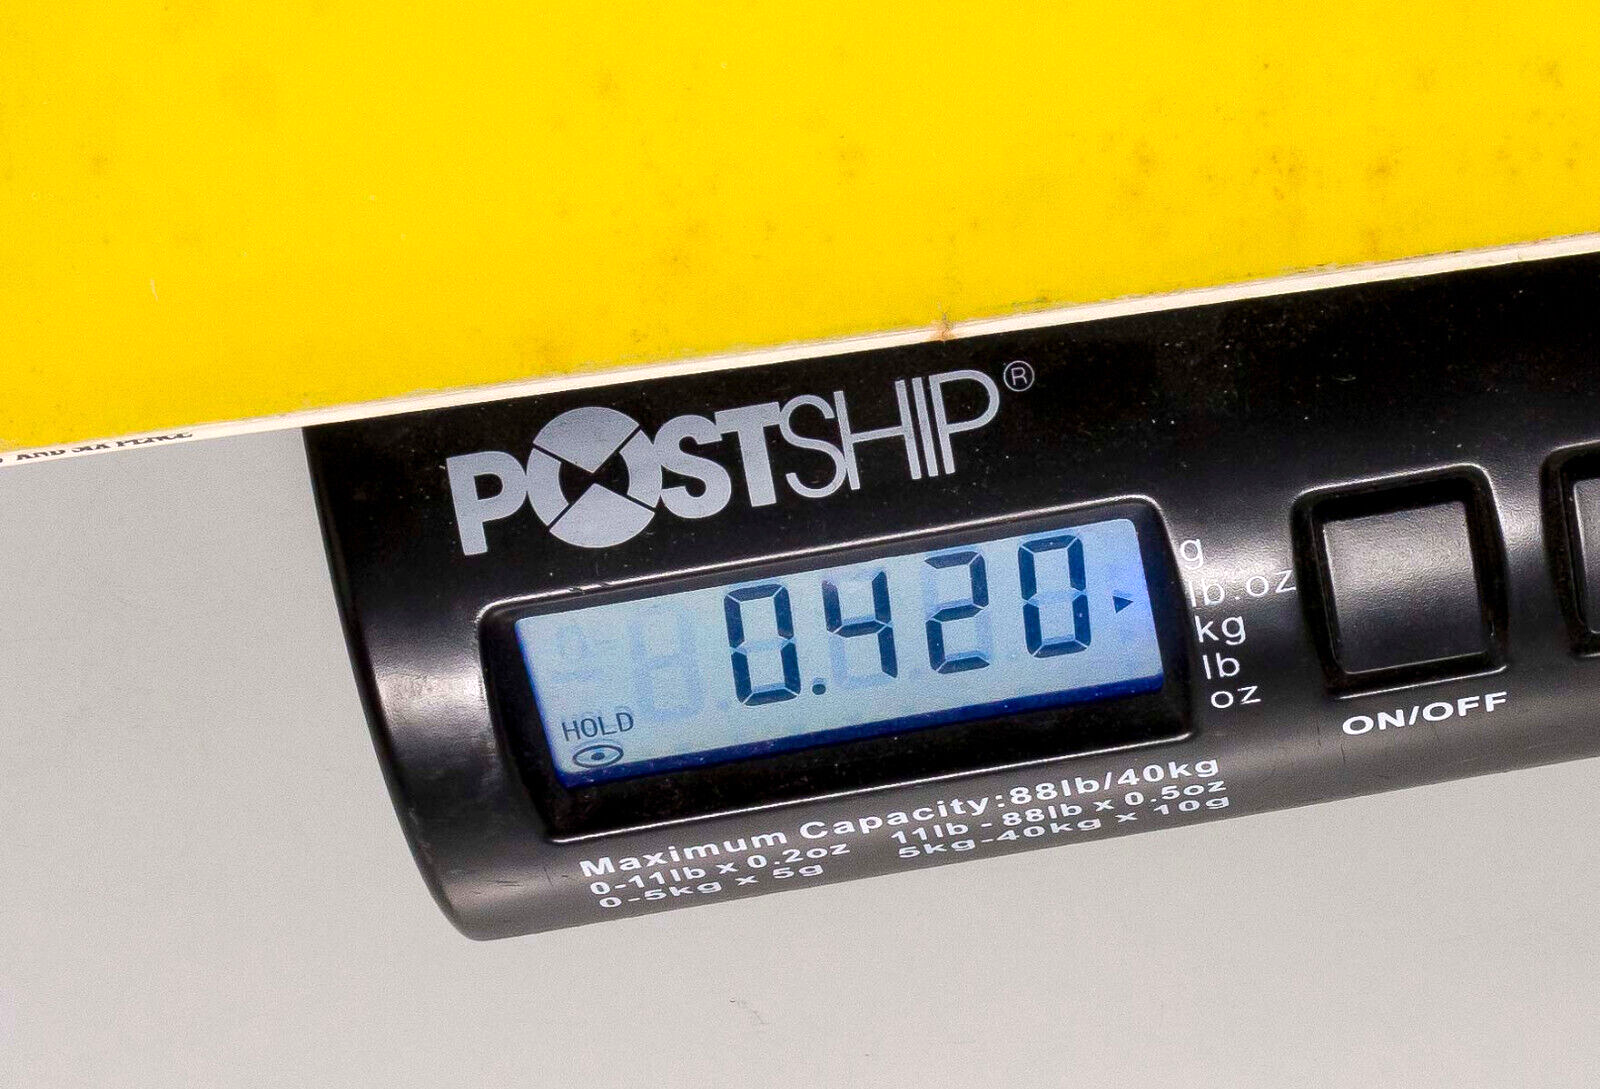 POSTSHIP®
0.420
HOLD
g
lb:oz
kg
lb
oz
ON/OFF
Maximum Capacity:88lb/40kg
0-11lb x 0.2oz 11lb - 88lb x 0.5oz
0-5kg x 5g 5kg-40kg x 10g